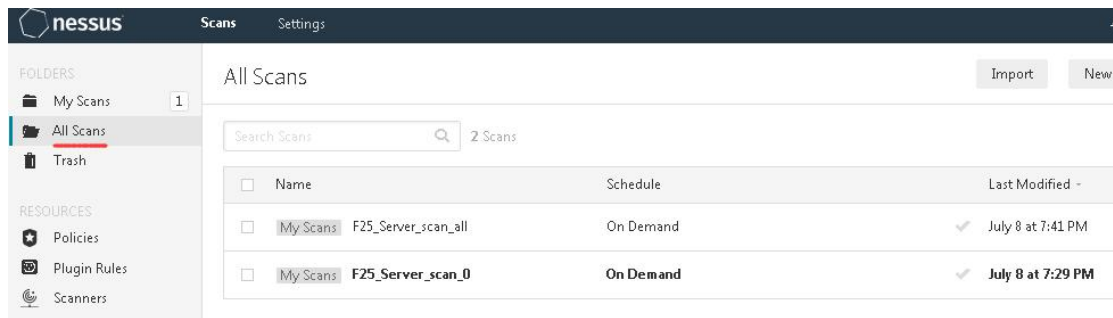 nessus
Scans Settings
FOLDERS
My Scans 1
All Scans
Trash
RESOURCES
Policies
Plugin Rules
Scanners
All Scans
Import New
Search Scans 2 Scans
Name Schedule Last Modified
My Scans F25_Server_scan_all On Demand July 8 at 7:41 PM
My Scans F25_Server_scan_0 On Demand July 8 at 7:29 PM